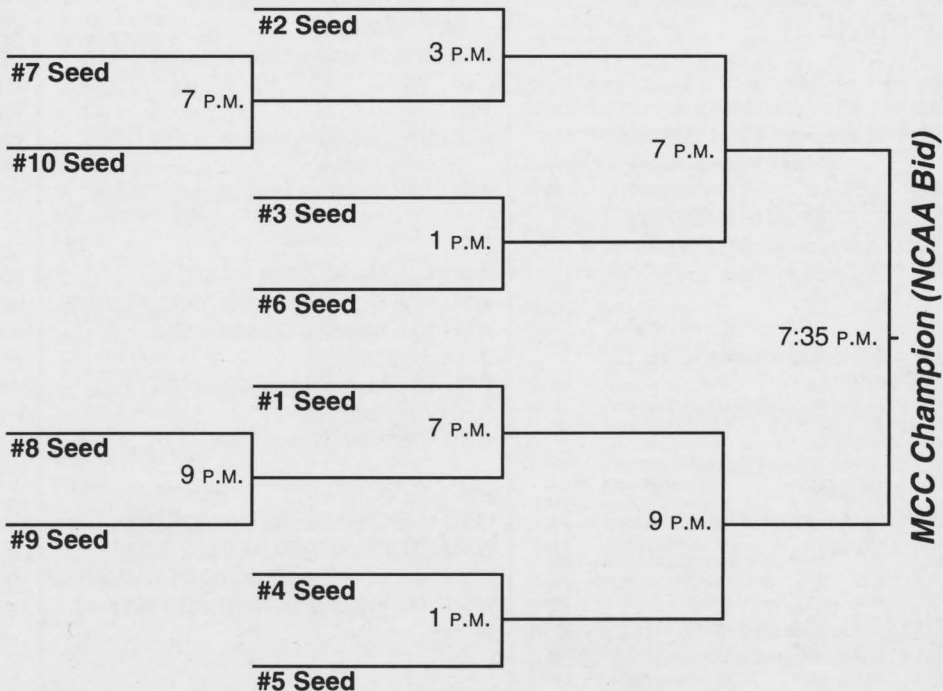 #2 Seed
3 P.M.
#7 Seed
7 P.M.
#10 Seed
7 P.M.
#3 Seed
1 P.M.
#6 Seed
7:35 P.M.
MCC Champion (NCAA Bid)
#1 Seed
7 P.M.
#8 Seed
9 P.M.
#9 Seed
9 P.M.
#4 Seed
1 P.M.
#5 Seed